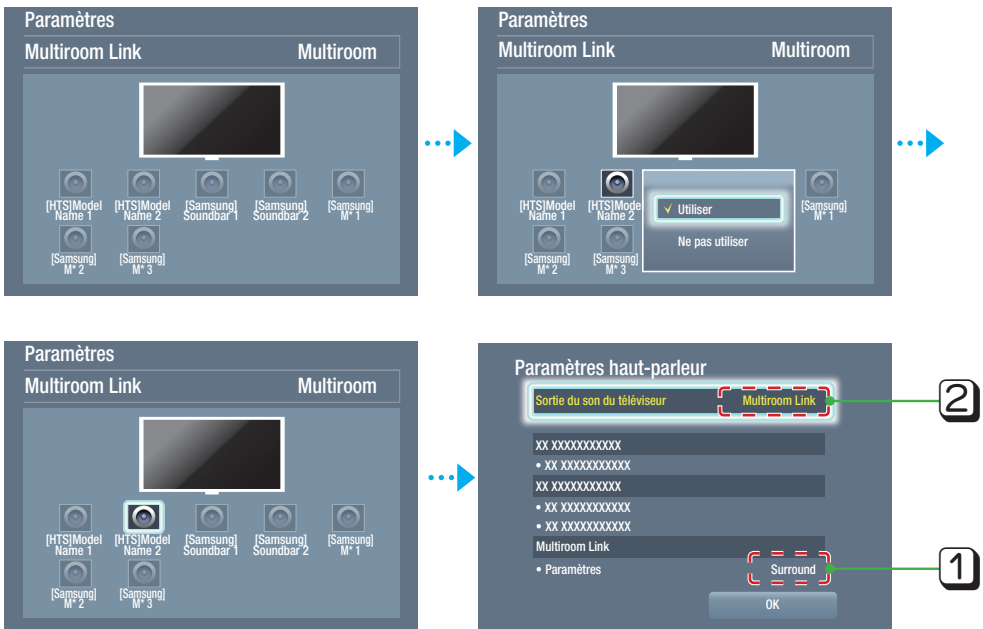 Paramètres
Multiroom Link Multiroom
[HTS]Model Name 1
[HTS]Model Name 2
[Samsung] Soundbar 1
[Samsung] Soundbar 2
[Samsung] M* 1
[Samsung] M* 2
[Samsung] M* 3
Paramètres
Multiroom Link Multiroom
[HTS]Model Name 1
[HTS]Mode Name 2
Utiliser
Ne pas utiliser
[Samsung] M* 1
[Samsung] M* 2
[Samsung] M* 3
Paramètres
Multiroom Link Multiroom
[HTS]Model Name 1
[HTS]Model Name 2
[Samsung] Soundbar 1
[Samsung] Soundbar 2
[Samsung] M* 1
[Samsung] M* 2
[Samsung] M* 3
Paramètres haut-parleur
Sortie du son du téléviseur Multiroom Link
2
XX XXXXXXXXXXX
• XX XXXXXXXXXXX
XX XXXXXXXXXXX
• XX XXXXXXXXXXX
• XX XXXXXXXXXXX
Multiroom Link
• Paramètres Surround
1
OK